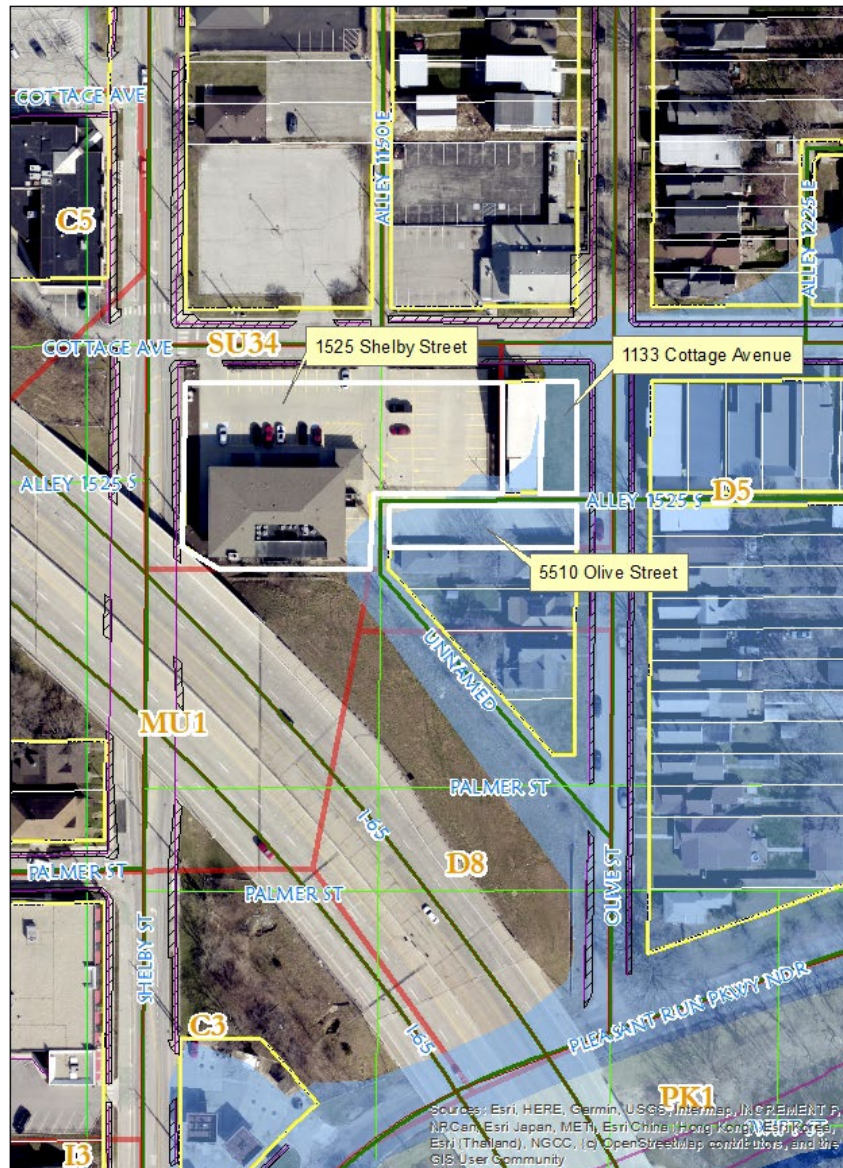 COTTAGE AVE
C5
ALLEY 1150 E
ALLEY 1225 E
COTTAGE AVE
SU34
1525 Shelby Street
1133 Cottage Avenue
ALLEY 1525 S
ALLEY 1525 S
D5
5510 Olive Street
UNNAMED
MU1
PALMER ST
I-65
D8
PALMER ST
PALMER ST
OLIVE ST
SHELBY ST
C3
I-65
PLEASANT RUN PKWY NDR
PK1
I3
Sources: Esri, HERE, Garmin, USGS, Intermap, INCREMENT P,
NRCan, Esri Japan, METI, Esri China (Hong Kong),
Esri (Thailand), NGCC, (c) OpenStreetMap contributors, and the
GIS User Community